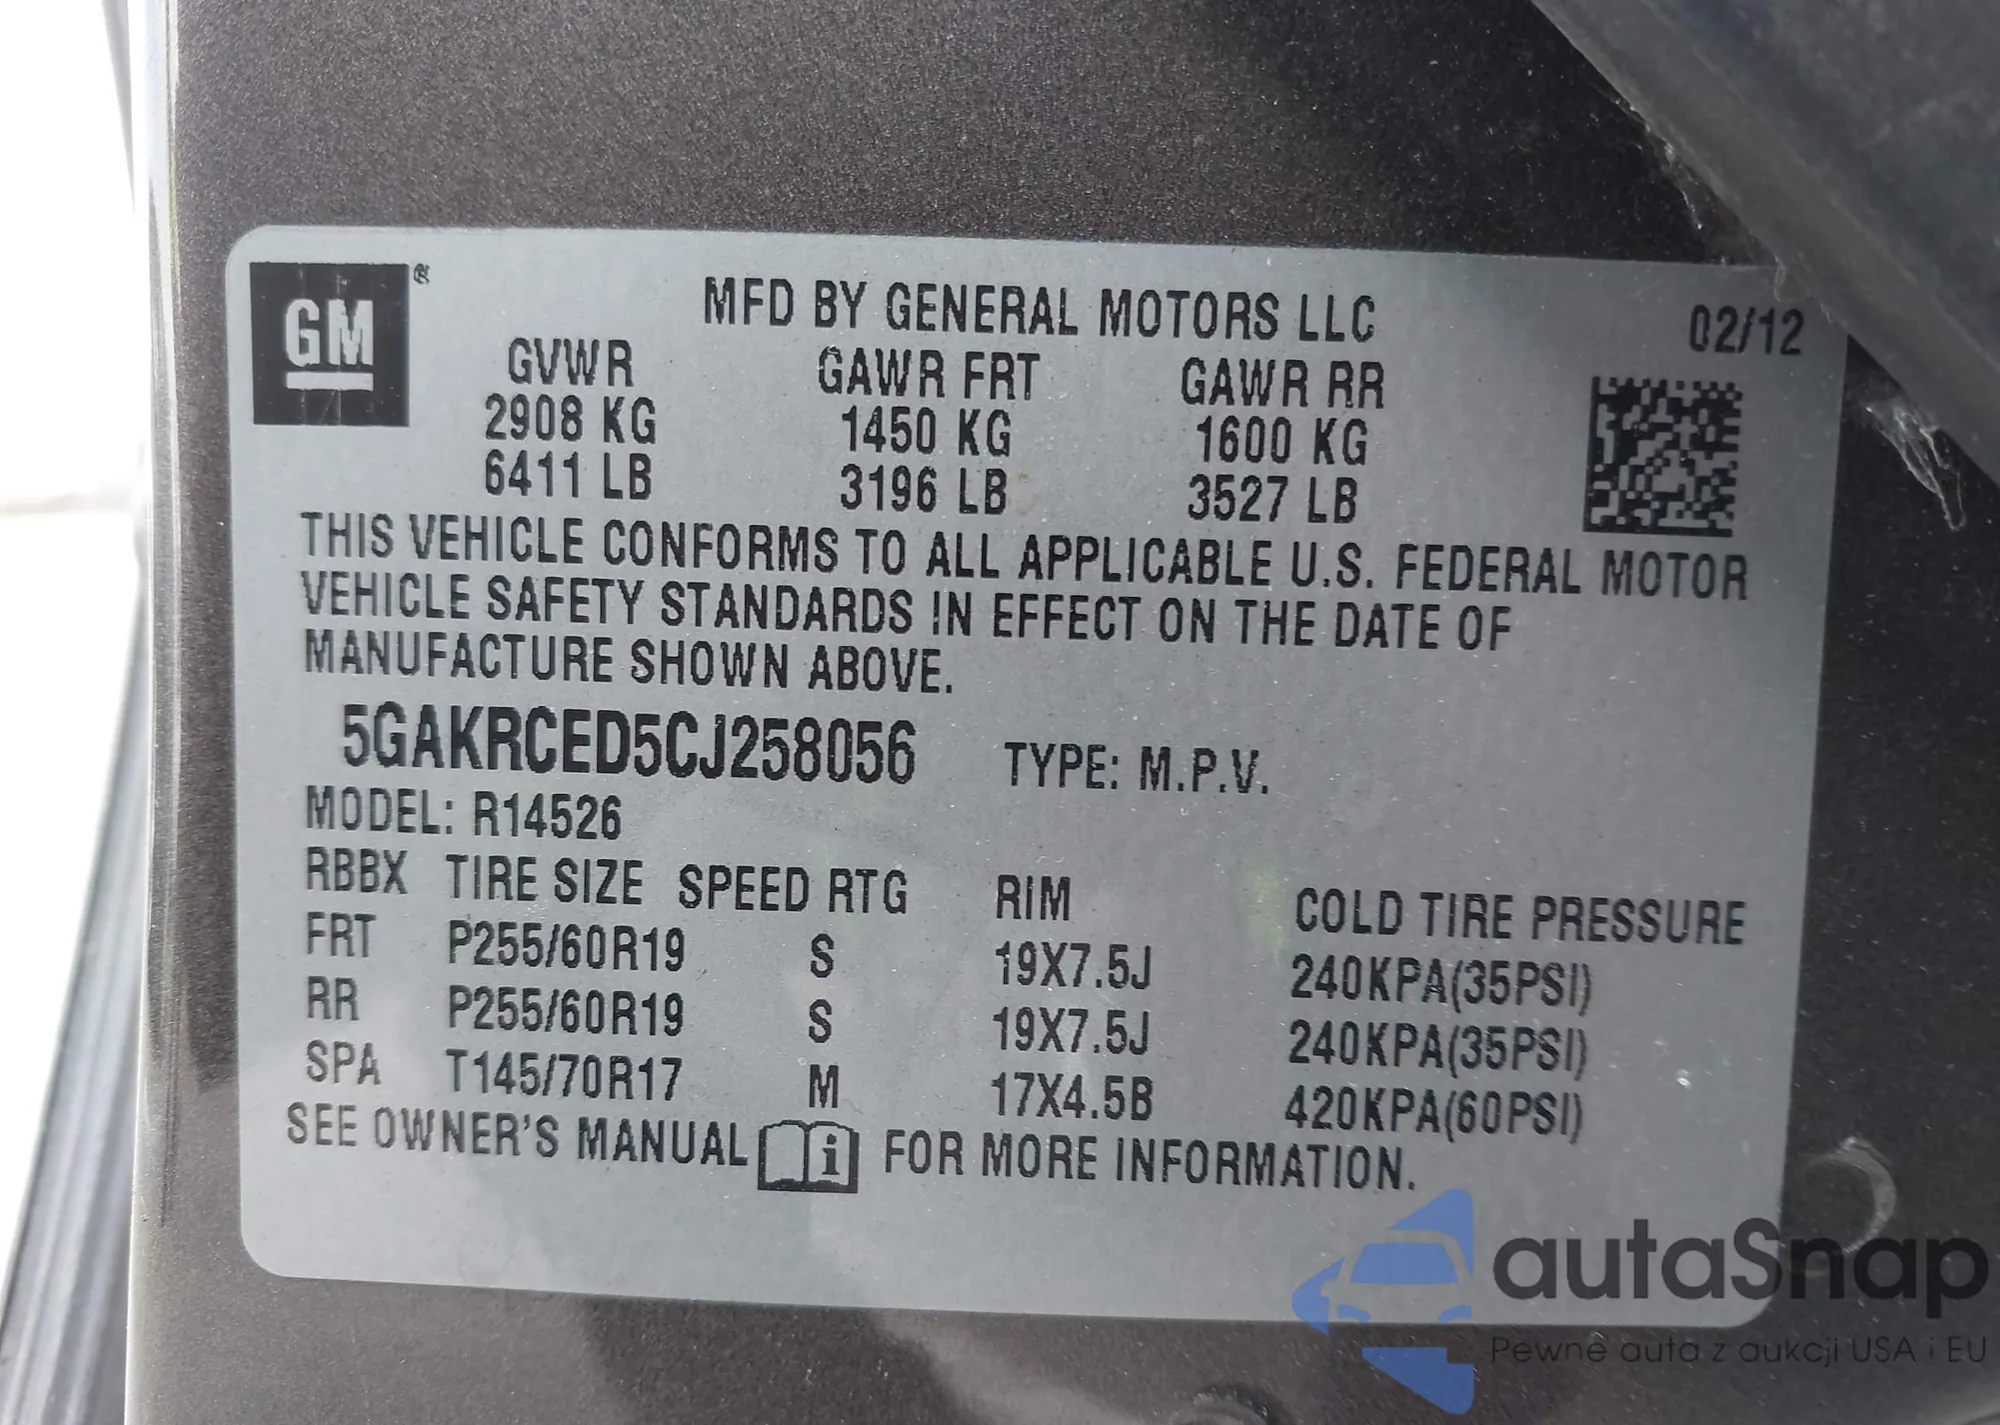 GM®
MFD BY GENERAL MOTORS LLC 02/12
GVWR GAWR FRT GAWR RR
2908 KG 1450 KG 1600 KG
6411 LB 3196 LB 3527 LB
THIS VEHICLE CONFORMS TO ALL APPLICABLE U.S. FEDERAL MOTOR
VEHICLE SAFETY STANDARDS IN EFFECT ON THE DATE OF
MANUFACTURE SHOWN ABOVE.
5GAKRCED5CJ258056 TYPE: M.P.V.
MODEL: R14526
RBBX TIRE SIZE SPEED RTG RIM COLD TIRE PRESSURE
FRT P255/60R19 S 19X7.5J 240KPA(35PSI)
RR P255/60R19 S 19X7.5J 240KPA(35PSI)
SPA T145/70R17 M 17X4.5B 420KPA(60PSI)
SEE OWNER'S MANUAL i FOR MORE INFORMATION.
autaSnap
Pewne auta z aukcji USA i EU